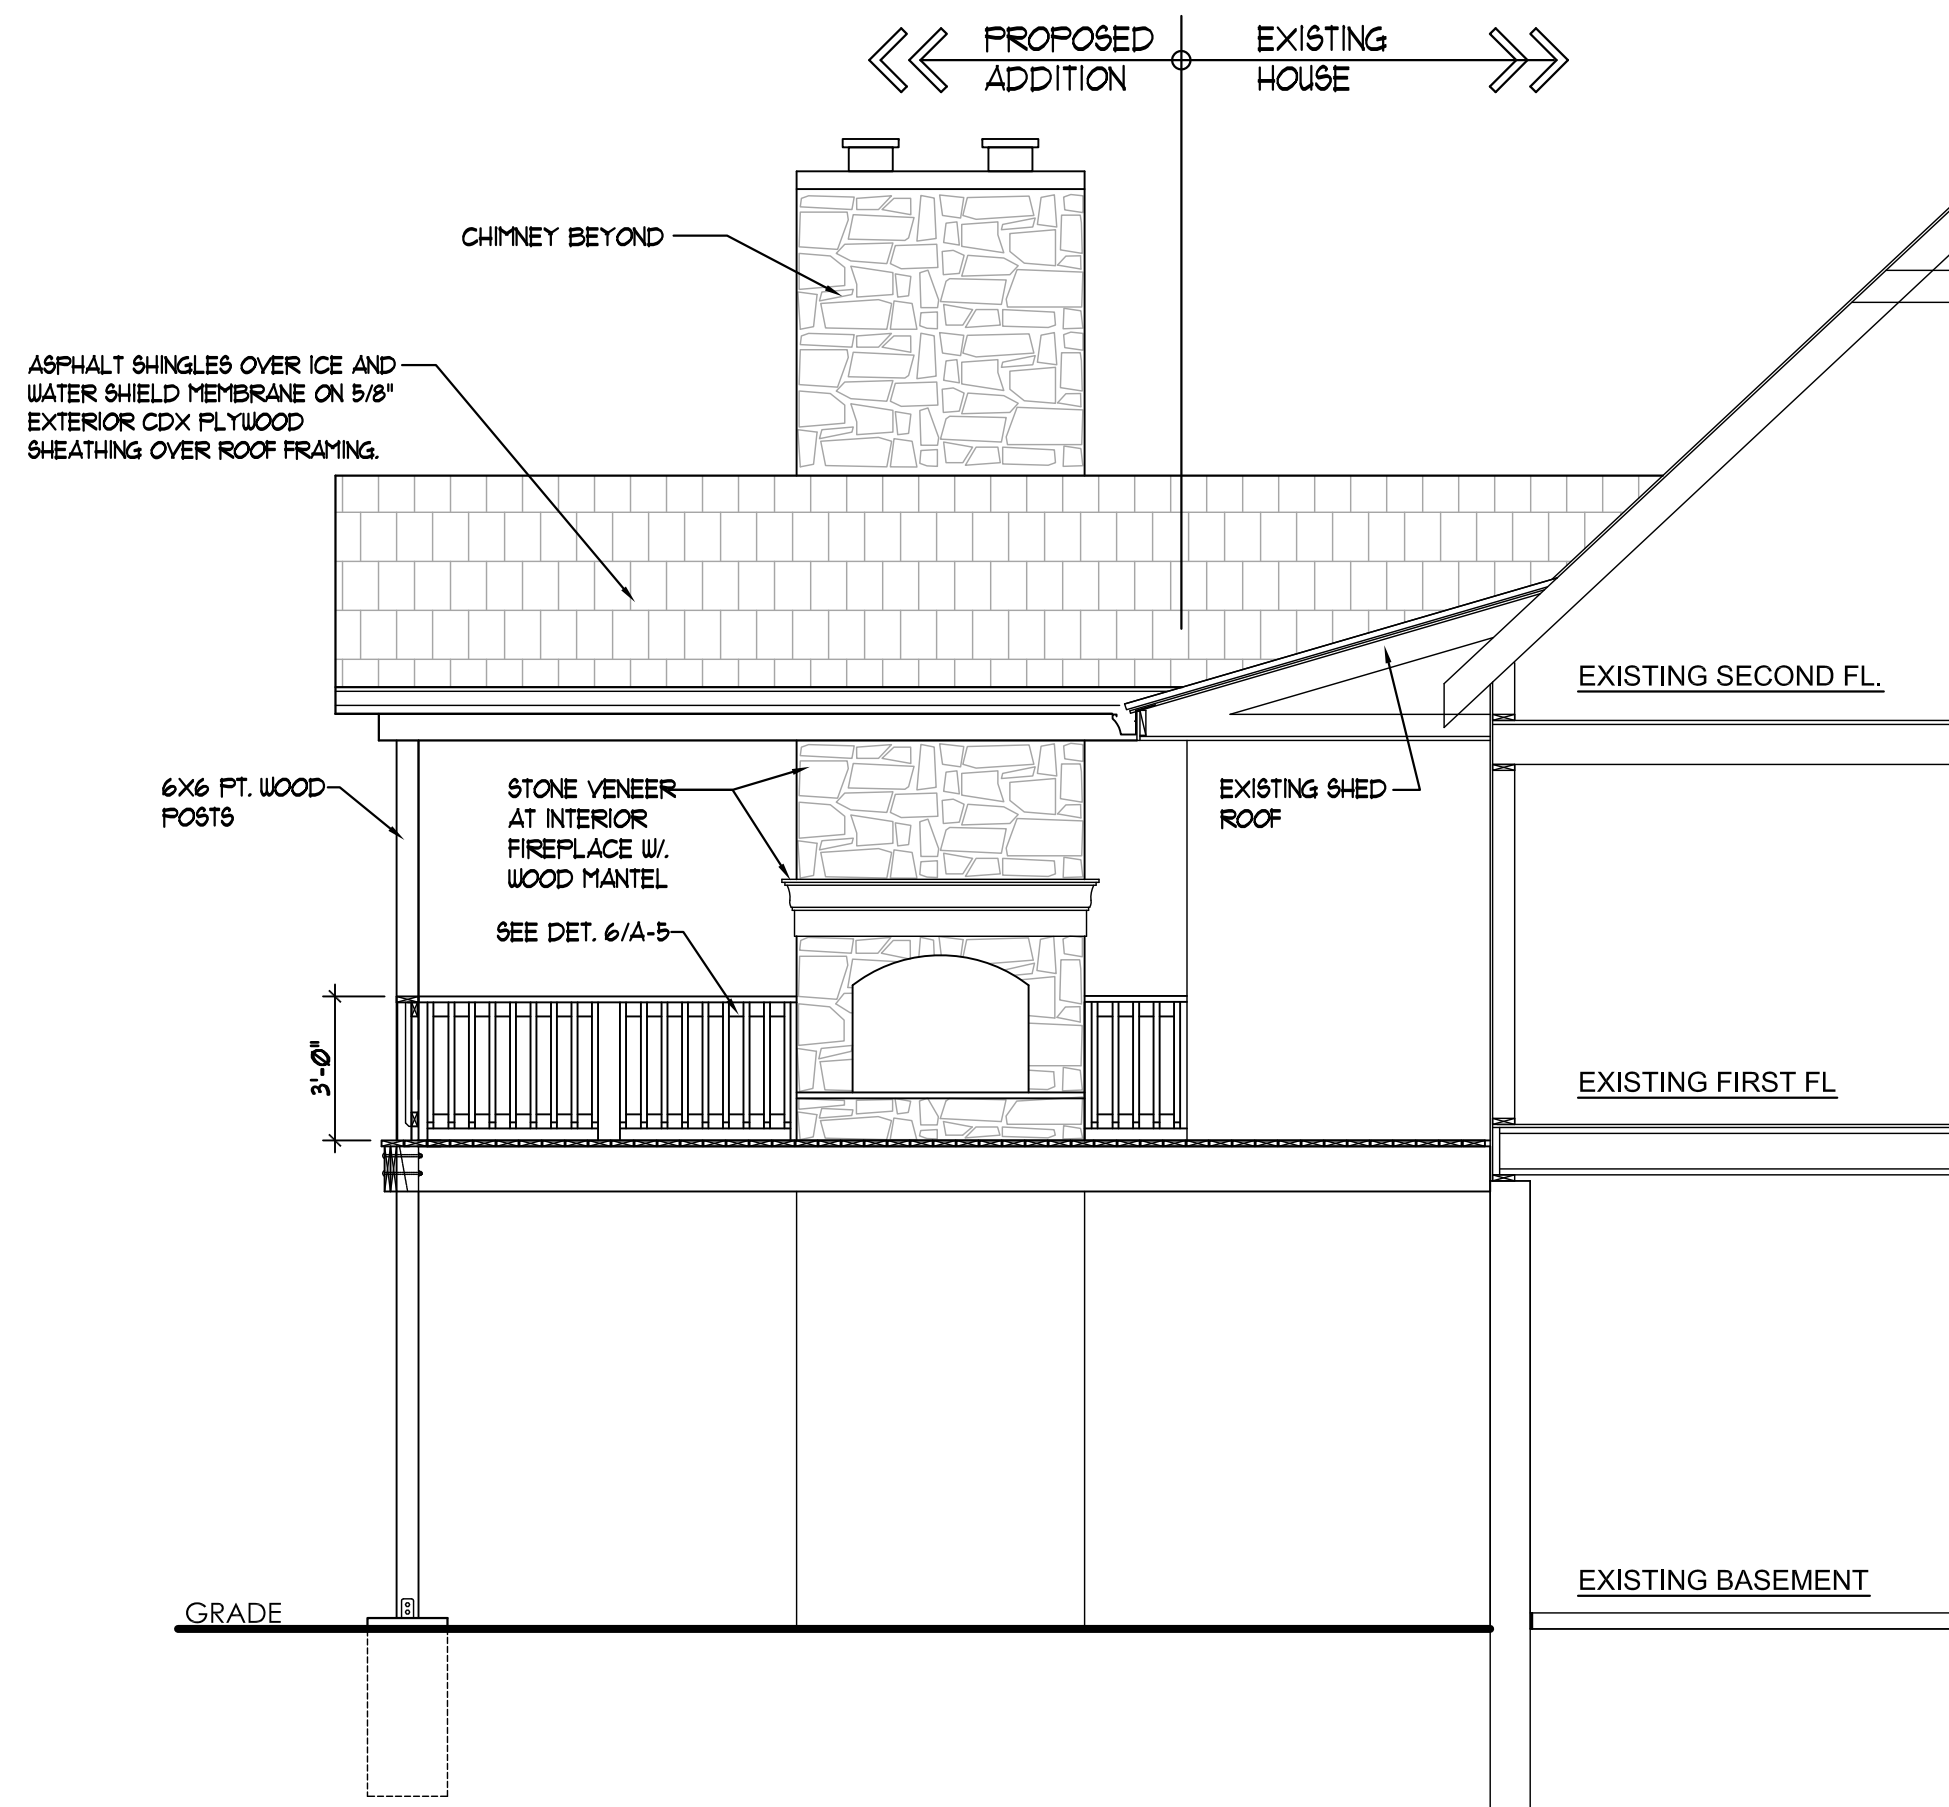 PROPOSED
ADDITION
EXISTING
HOUSE
CHIMNEY BEYOND
ASPHALT SHINGLES OVER ICE AND
WATER SHIELD MEMBRANE ON 5/8"
EXTERIOR CDX PLYWOOD
SHEATHING OVER ROOF FRAMING.
EXISTING SECOND FL.
6X6 PT. WOOD
POSTS
STONE VENEER
AT INTERIOR
FIREPLACE W/.
WOOD MANTEL
EXISTING SHED
ROOF
SEE DET. 6/A-5
3'-0"
EXISTING FIRST FL
EXISTING BASEMENT
GRADE